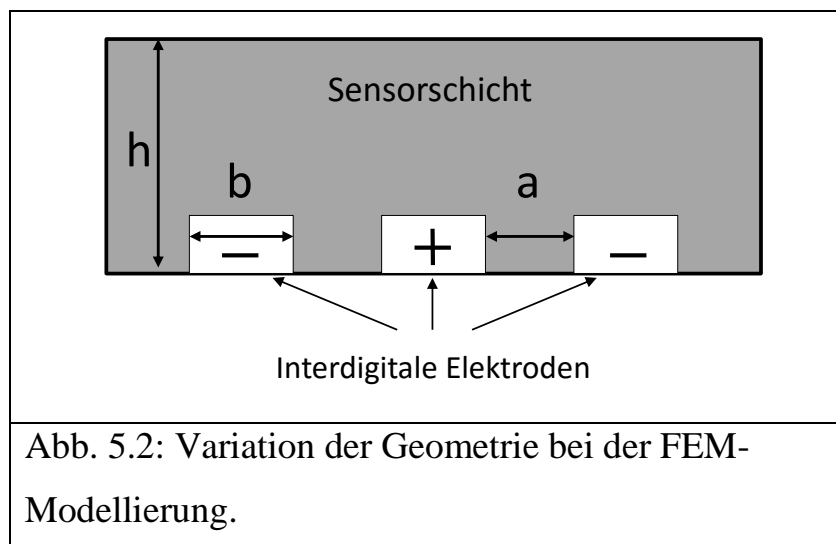 Sensorschicht
h
b
a
− + −
Interdigitale Elektroden
Abb. 5.2: Variation der Geometrie bei der FEM-
Modellierung.